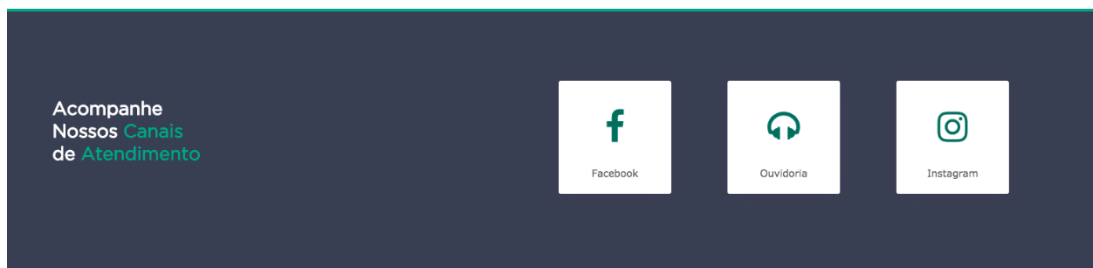 Acompanhe
Nossos Canais
de Atendimento
Facebook
Ouvidoria
Instagram